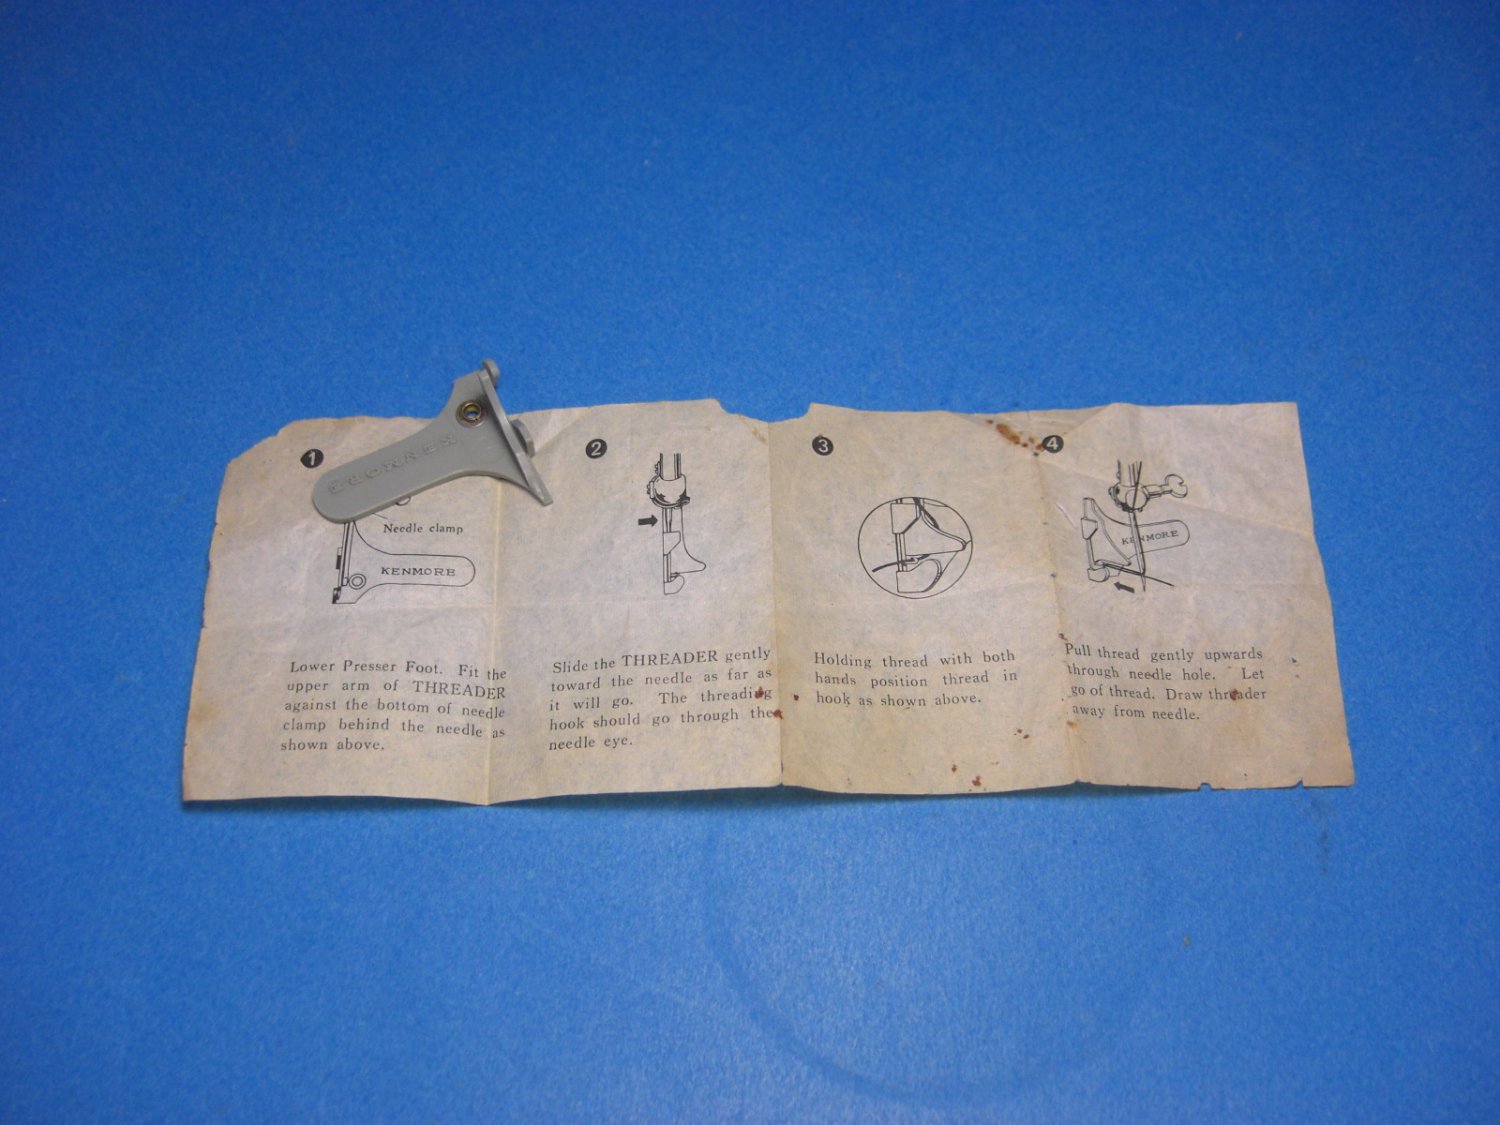 1
KENMORE
Needle clamp
KENMORE
Lower Presser Foot. Fit the
upper arm of THREADER
against the bottom of needle
clamp behind the needle as
shown above.
2
Slide the THREADER gently
toward the needle as far as
it will go. The threading
hook should go through the
needle eye.
3
Holding thread with both
hands position thread in
hook as shown above.
4
KENMORE
Pull thread gently upwards
through needle hole. Let
go of thread. Draw threader
away from needle.